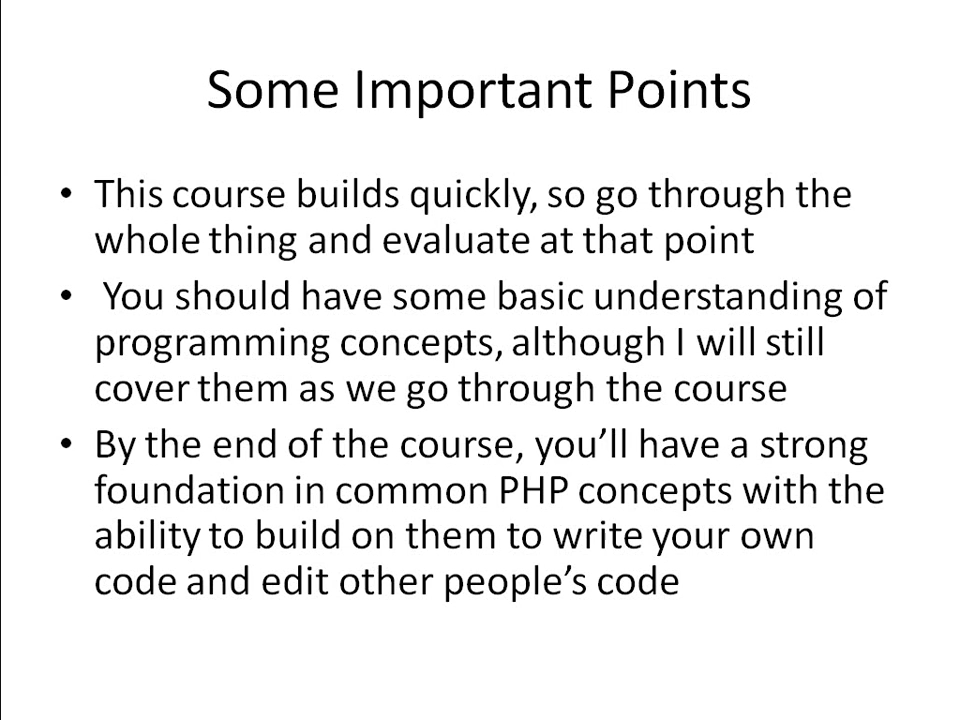 Some Important Points
• This course builds quickly, so go through the
whole thing and evaluate at that point
• You should have some basic understanding of
programming concepts, although I will still
cover them as we go through the course
• By the end of the course, you’ll have a strong
foundation in common PHP concepts with the
ability to build on them to write your own
code and edit other people’s code